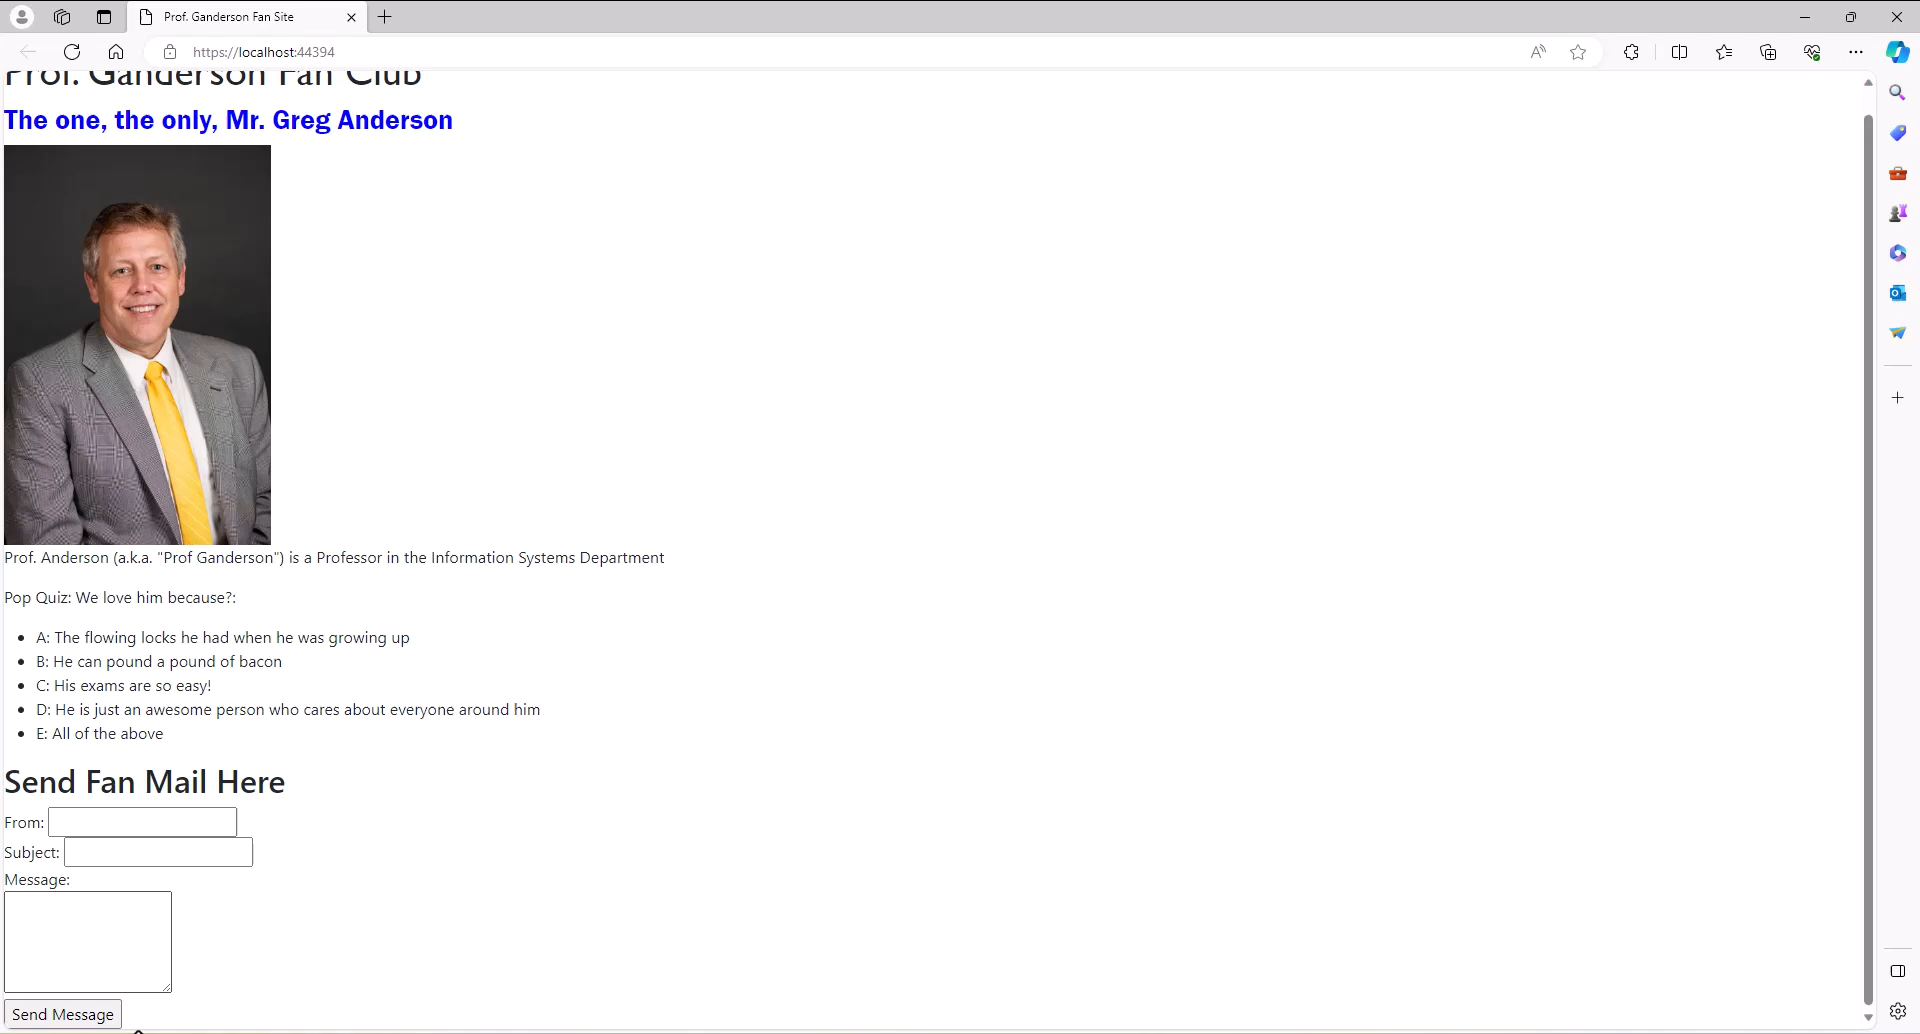 Prof. Ganderson Fan Site
https://localhost:44394
Prof. Ganderson Fan Club
The one, the only, Mr. Greg Anderson
Prof. Anderson (a.k.a. "Prof Ganderson") is a Professor in the Information Systems Department
Pop Quiz: We love him because?:
A: The flowing locks he had when he was growing up
B: He can pound a pound of bacon
C: His exams are so easy!
D: He is just an awesome person who cares about everyone around him
E: All of the above
Send Fan Mail Here
From:
Subject:
Message:
Send Message